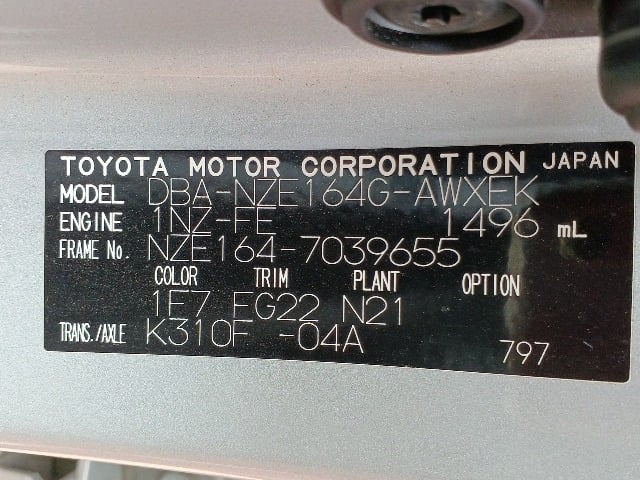 TOYOTA MOTOR CORPORATION JAPAN
MODEL DBA-NZE164G-AWXEK
ENGINE 1NZ-FE 1496 mL
FRAME No. NZE164-7039655
COLOR TRIM PLANT OPTION
1F7 EG22 N21
TRANS./AXLE K310F -04A
797